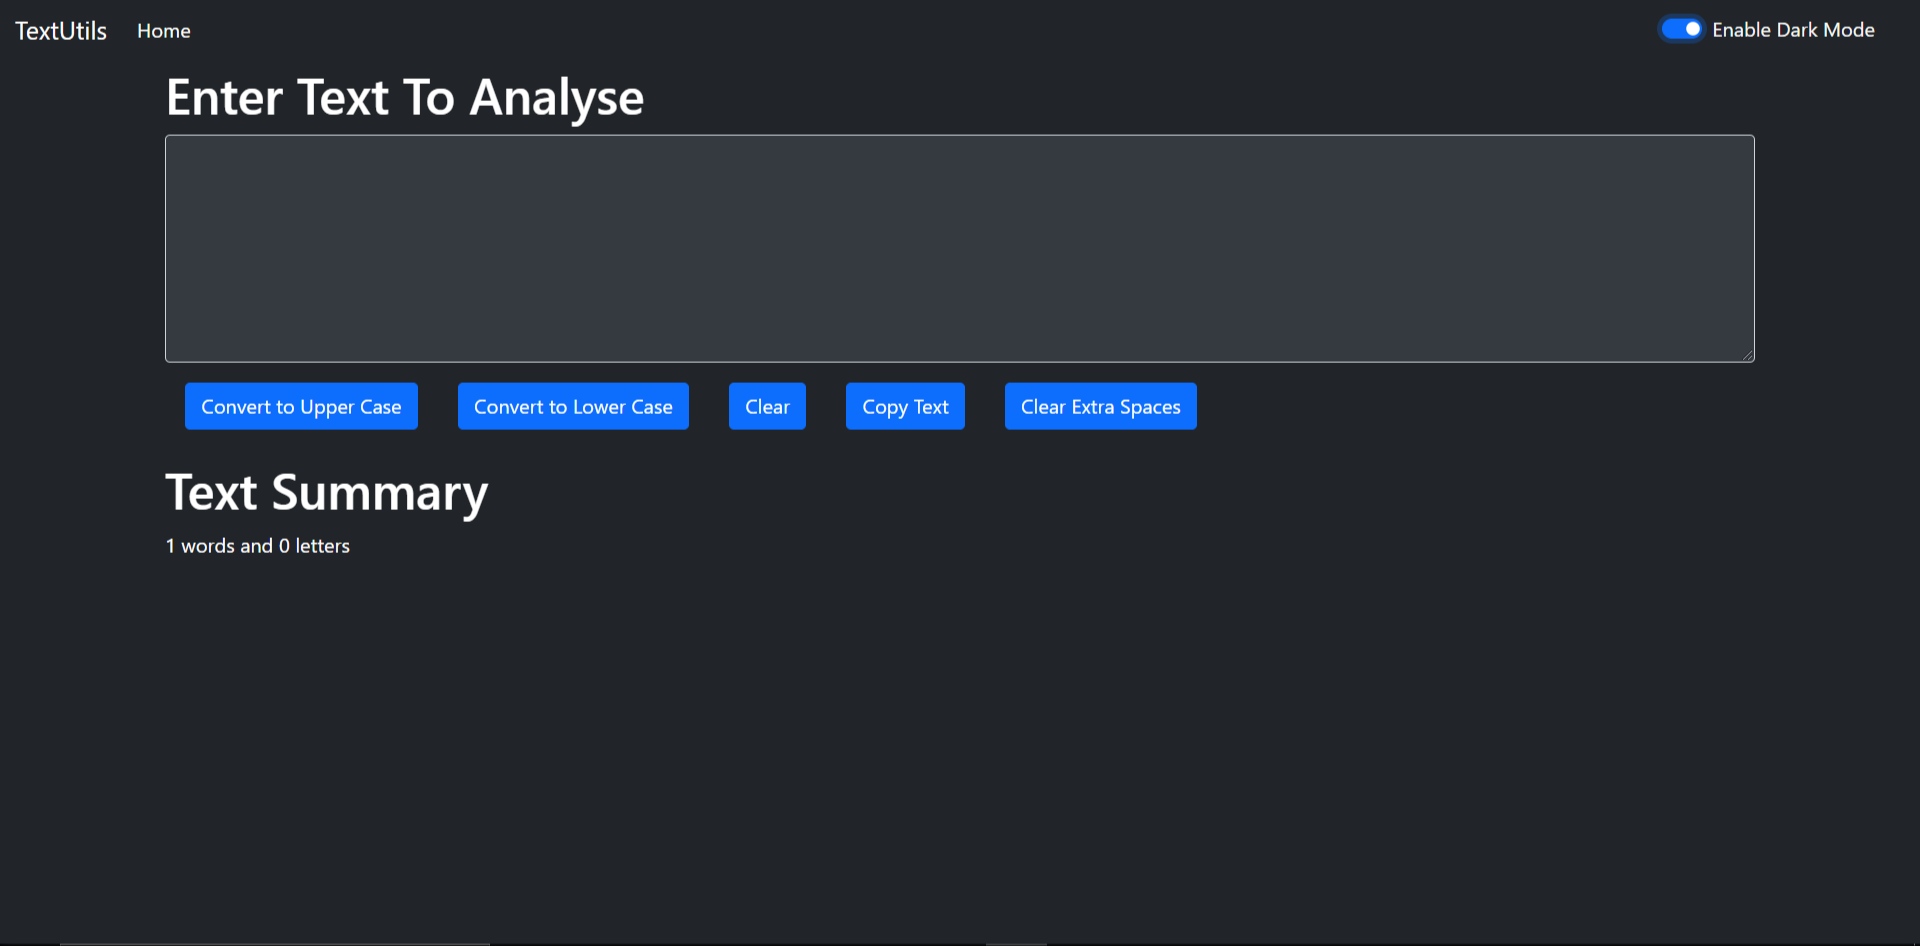 TextUtils Home Enable Dark Mode
Enter Text To Analyse
Convert to Upper Case Convert to Lower Case Clear Copy Text Clear Extra Spaces
Text Summary
1 words and 0 letters